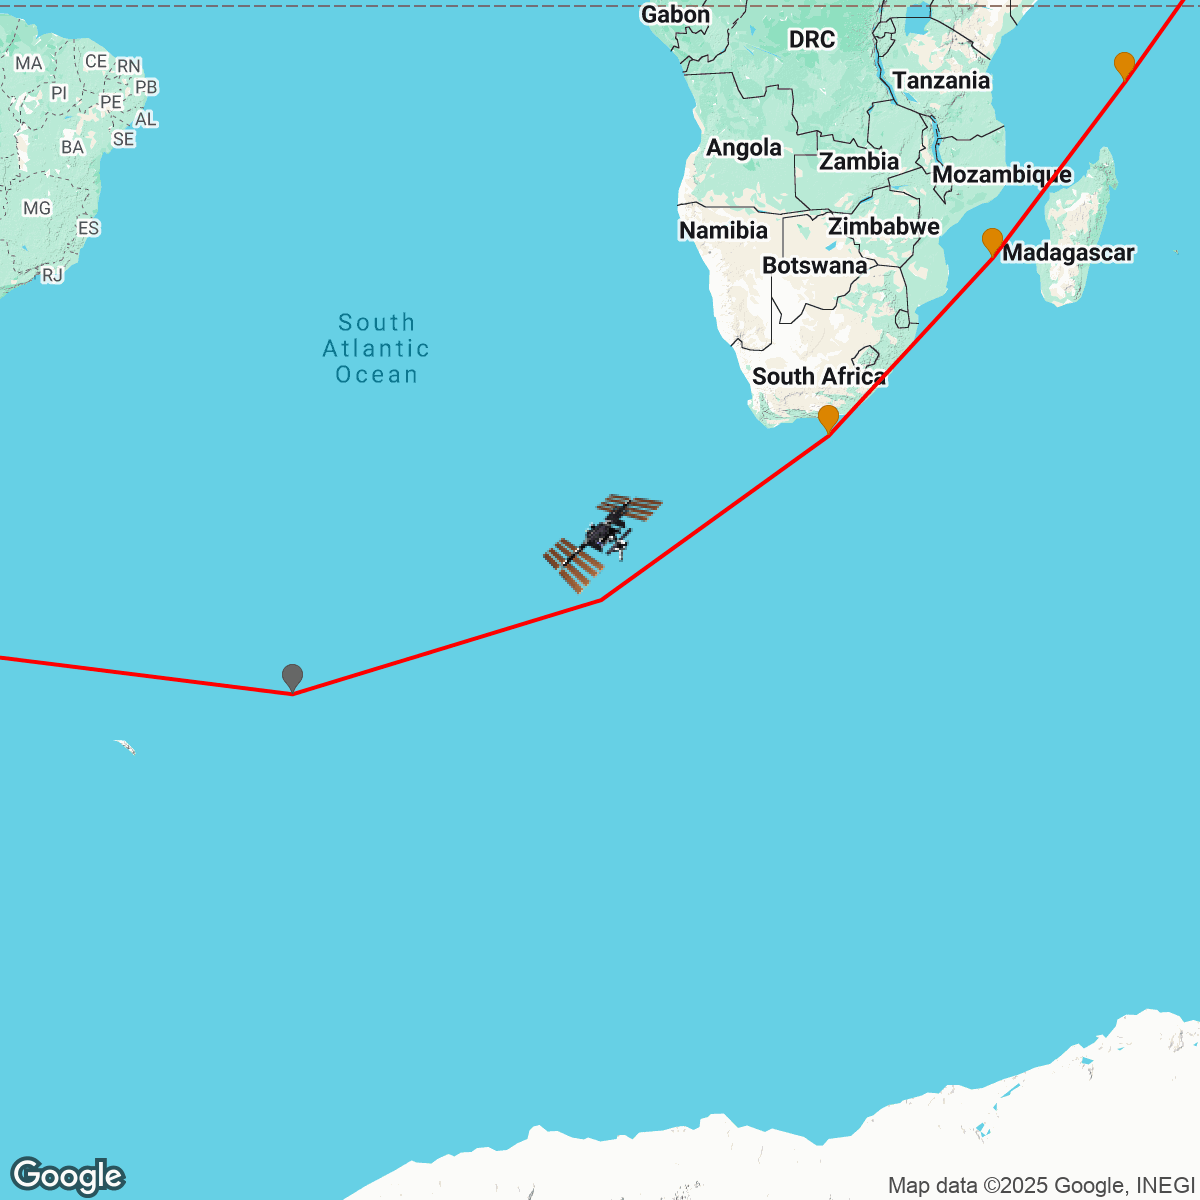 Gabon
DRC
MA
CE
RN
Tanzania
PI
PB
PE
AL
SE
BA
Angola
Zambia
Mozambique
MG
ES
Namibia
Zimbabwe
Madagascar
Botswana
RJ
South
Atlantic
Ocean
South Africa
Google
Map data ©2025 Google, INEGI